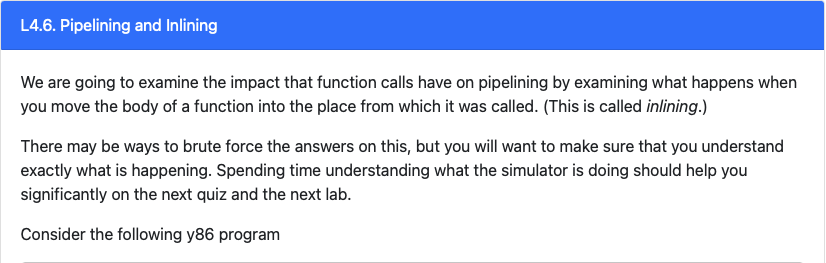 L4.6. Pipelining and Inlining
We are going to examine the impact that function calls have on pipelining by examining what happens when
you move the body of a function into the place from which it was called. (This is called inlining.)
There may be ways to brute force the answers on this, but you will want to make sure that you understand
exactly what is happening. Spending time understanding what the simulator is doing should help you
significantly on the next quiz and the next lab.
Consider the following y86 program